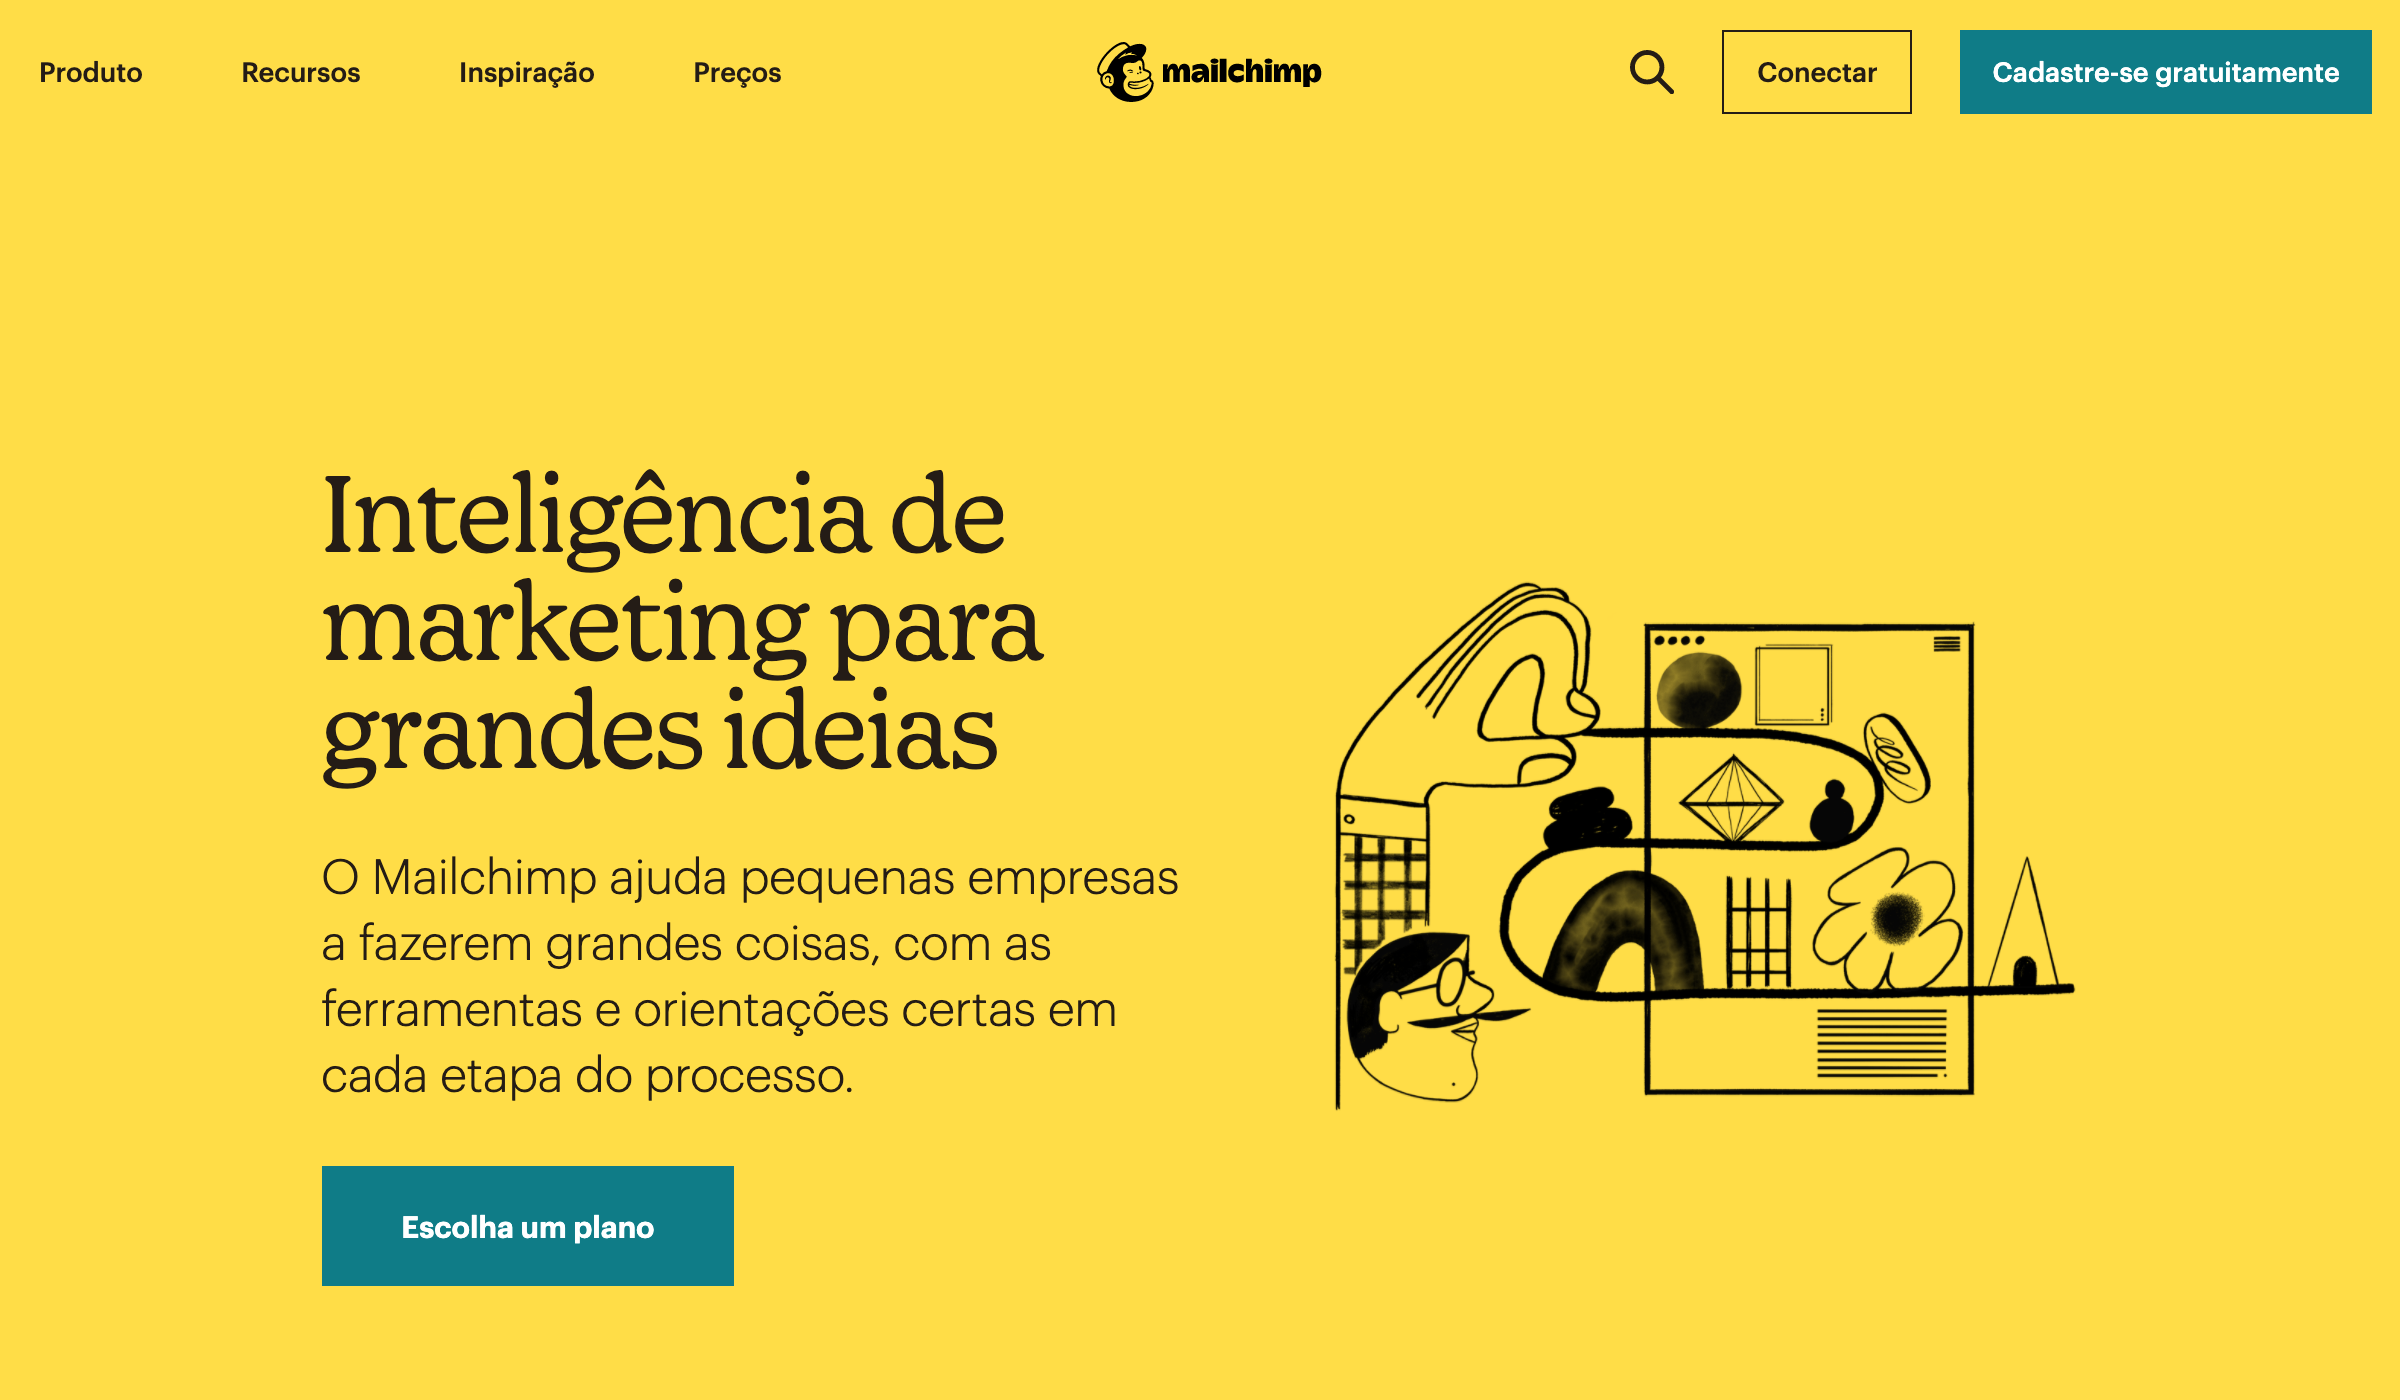 Produto
Recursos
Inspiração
Preços
mailchimp
Conectar
Cadastre-se gratuitamente
Inteligência de
marketing para
grandes ideias
O Mailchimp ajuda pequenas empresas
a fazerem grandes coisas, com as
ferramentas e orientações certas em
cada etapa do processo.
Escolha um plano